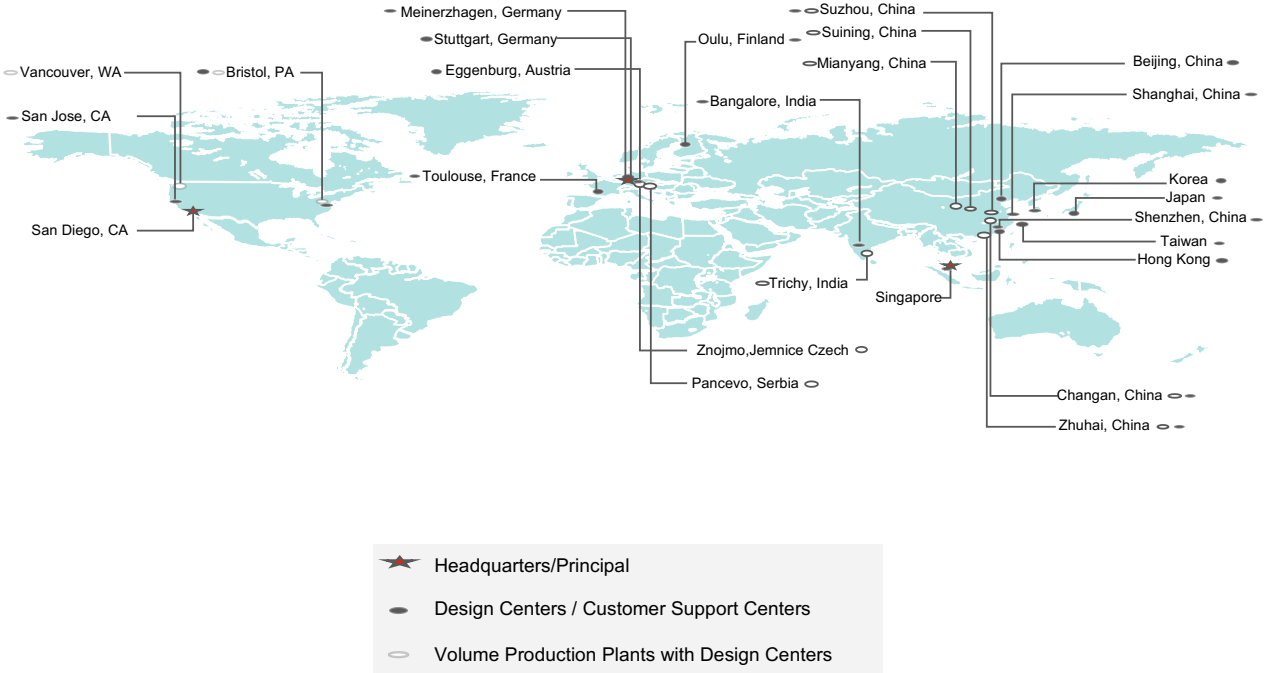 Meinerzhagen, Germany
Suzhou, China
Stuttgart, Germany
Oulu, Finland
Suining, China
Vancouver, WA
Bristol, PA
Eggenburg, Austria
Mianyang, China
Beijing, China
Bangalore, India
Shanghai, China
San Jose, CA
Toulouse, France
Korea
Japan
Shenzhen, China
San Diego, CA
Taiwan
Hong Kong
Trichy, India
Singapore
Znojmo,Jemnice Czech
Pancevo, Serbia
Changan, China
Zhuhai, China
Headquarters/Principal
Design Centers / Customer Support Centers
Volume Production Plants with Design Centers